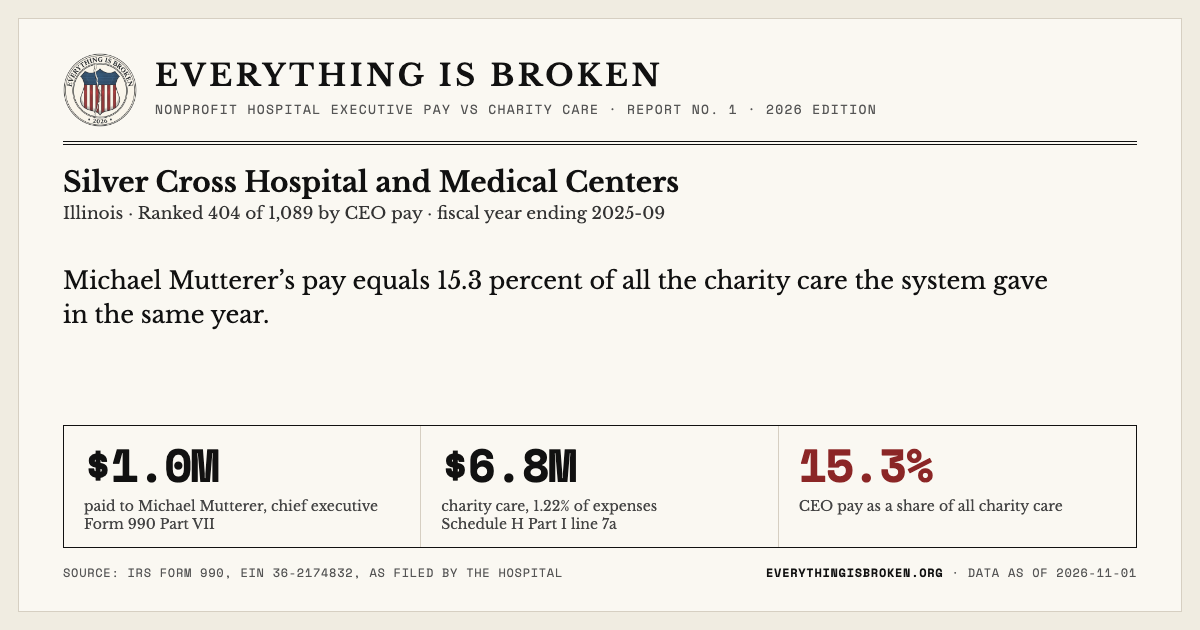 EVERYTHING IS BROKEN
2026
EVERYTHING IS BROKEN
NONPROFIT HOSPITAL EXECUTIVE PAY VS CHARITY CARE · REPORT NO. 1 · 2026 EDITION
Silver Cross Hospital and Medical Centers
Illinois · Ranked 404 of 1,089 by CEO pay · fiscal year ending 2025-09
Michael Mutterer’s pay equals 15.3 percent of all the charity care the system gave
in the same year.
$1.0M
paid to Michael Mutterer, chief executive
Form 990 Part VII
$6.8M
charity care, 1.22% of expenses
Schedule H Part I line 7a
15.3%
CEO pay as a share of all charity care
SOURCE: IRS FORM 990, EIN 36-2174832, AS FILED BY THE HOSPITAL
EVERYTHINGISBROKEN.ORG · DATA AS OF 2026-11-01